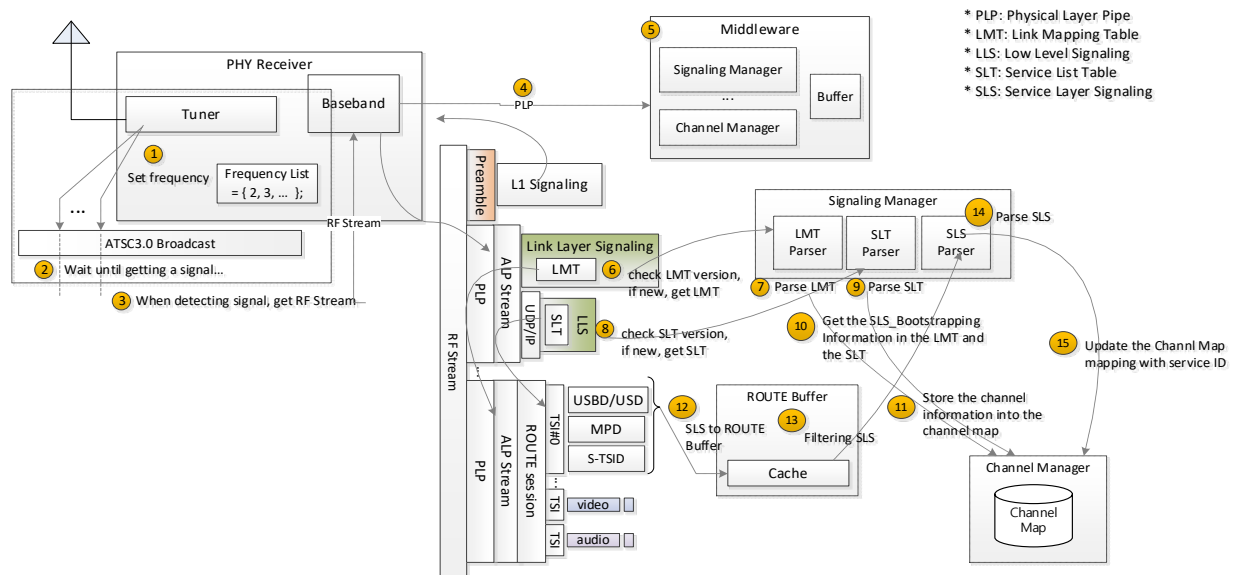 * PLP: Physical Layer Pipe
* LMT: Link Mapping Table
* LLS: Low Level Signaling
* SLT: Service List Table
* SLS: Service Layer Signaling
PHY Receiver
Tuner
Baseband
1
Set frequency
Frequency List
= { 2, 3, ... };
...
RF Stream
ATSC3.0 Broadcast
2 Wait until getting a signal...
3 When detecting signal, get RF Stream
4
PLP
5
Middleware
Signaling Manager
...
Channel Manager
Buffer
RF Stream
Preamble
L1 Signaling
PLP
ALP Stream
Link Layer Signaling
LMT
6 check LMT version,
if new, get LMT
UDP/IP
SLT
LLS
8 check SLT version,
if new, get SLT
...
PLP
ALP Stream
ROUTE session
TSI#0
USBD/USD
MPD
S-TSID
...
TSI
video
TSI
audio
12
SLS to ROUTE
Buffer
ROUTE Buffer
13
Filtering SLS
Cache
Signaling Manager
LMT
Parser
SLT
Parser
SLS
Parser
14 Parse SLS
7 Parse LMT
9 Parse SLT
10 Get the SLS_Bootstrapping
Information in the LMT and
the SLT
11 Store the channel
information into the
channel map
15 Update the Channl Map
mapping with service ID
Channel Manager
Channel
Map